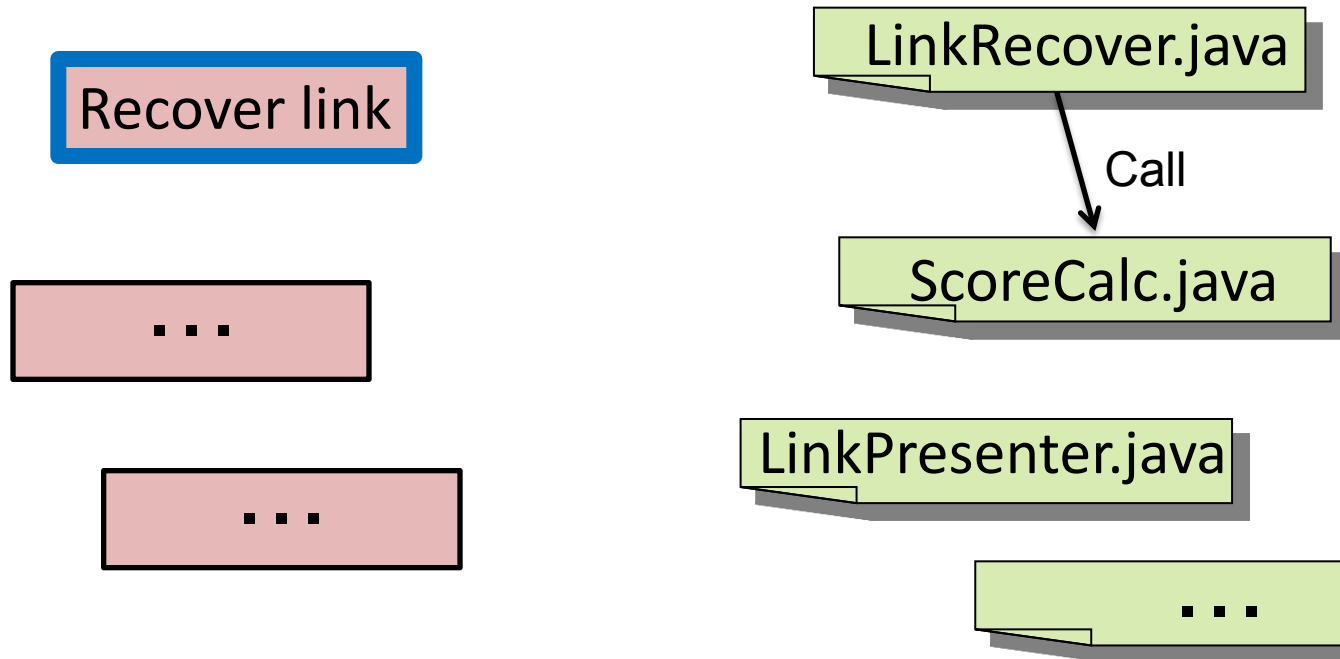 Recover link
...
...
LinkRecover.java
Call
ScoreCalc.java
LinkPresenter.java
...